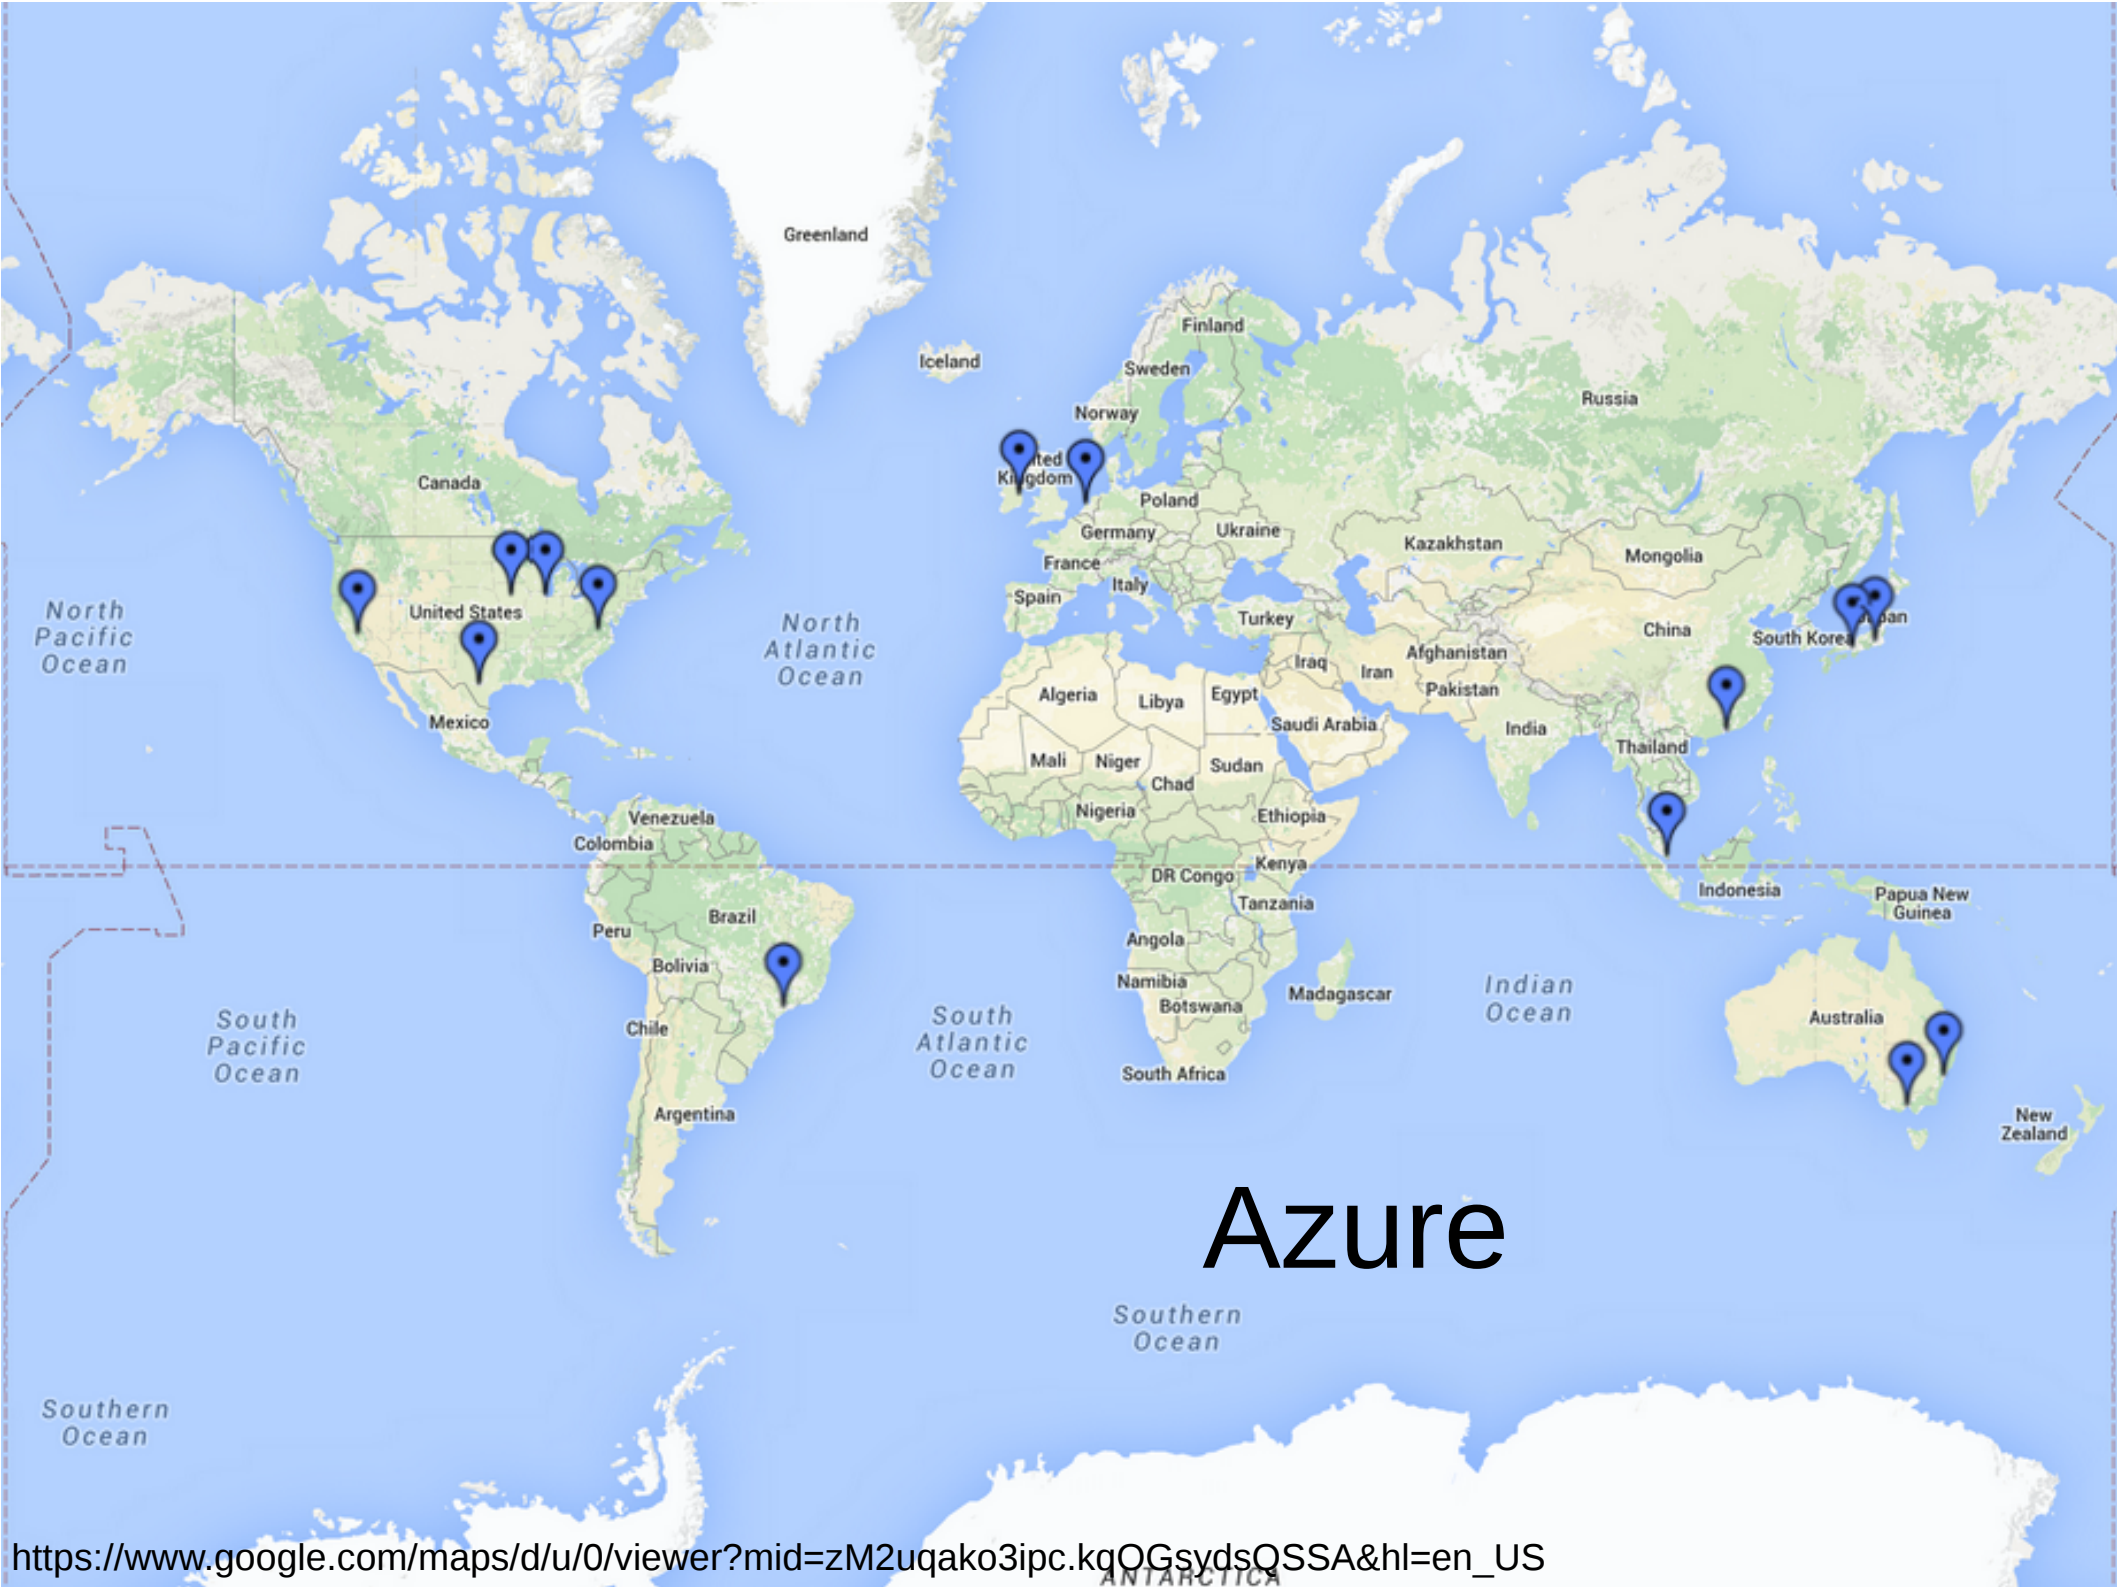 Greenland
Iceland
Finland
Sweden
Norway
Russia
Kingdom
Canada
Poland
Germany
Ukraine
Kazakhstan
Mongolia
France
Italy
Spain
Turkey
United States
China
South Korea
North
Pacific
Ocean
North
Atlantic
Ocean
Iraq
Iran
Afghanistan
Pakistan
Algeria
Libya
Egypt
Saudi Arabia
India
Mexico
Thailand
Mali
Niger
Chad
Sudan
Nigeria
Ethiopia
Venezuela
Colombia
DR Congo
Kenya
Tanzania
Indonesia
Papua New
Guinea
Brazil
Peru
Bolivia
Angola
Namibia
Botswana
Madagascar
Indian
Ocean
Australia
Chile
South
Pacific
Ocean
South
Atlantic
Ocean
South Africa
Argentina
New
Zealand
Azure
Southern
Ocean
Southern
Ocean
https://www.google.com/maps/d/u/0/viewer?mid=zM2uqako3ipc.kqOGsydsQSSA&hl=en_US
ANTARCTICA